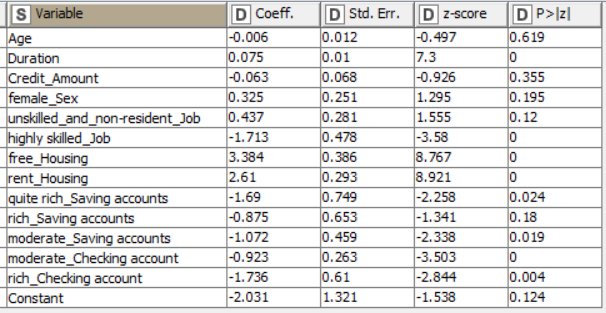 S Variable D Coeff. D Std. Err. D z-score D P>|z|
Age -0.006 0.012 -0.497 0.619
Duration 0.075 0.01 7.3 0
Credit_Amount -0.063 0.068 -0.926 0.355
female_Sex 0.325 0.251 1.295 0.195
unskilled_and_non-resident_Job 0.437 0.281 1.555 0.12
highly skilled_Job -1.713 0.478 -3.58 0
free_Housing 3.384 0.386 8.767 0
rent_Housing 2.61 0.293 8.921 0
quite rich_Saving accounts -1.69 0.749 -2.258 0.024
rich_Saving accounts -0.875 0.653 -1.341 0.18
moderate_Saving accounts -1.072 0.459 -2.338 0.019
moderate_Checking account -0.923 0.263 -3.503 0
rich_Checking account -1.736 0.61 -2.844 0.004
Constant -2.031 1.321 -1.538 0.124